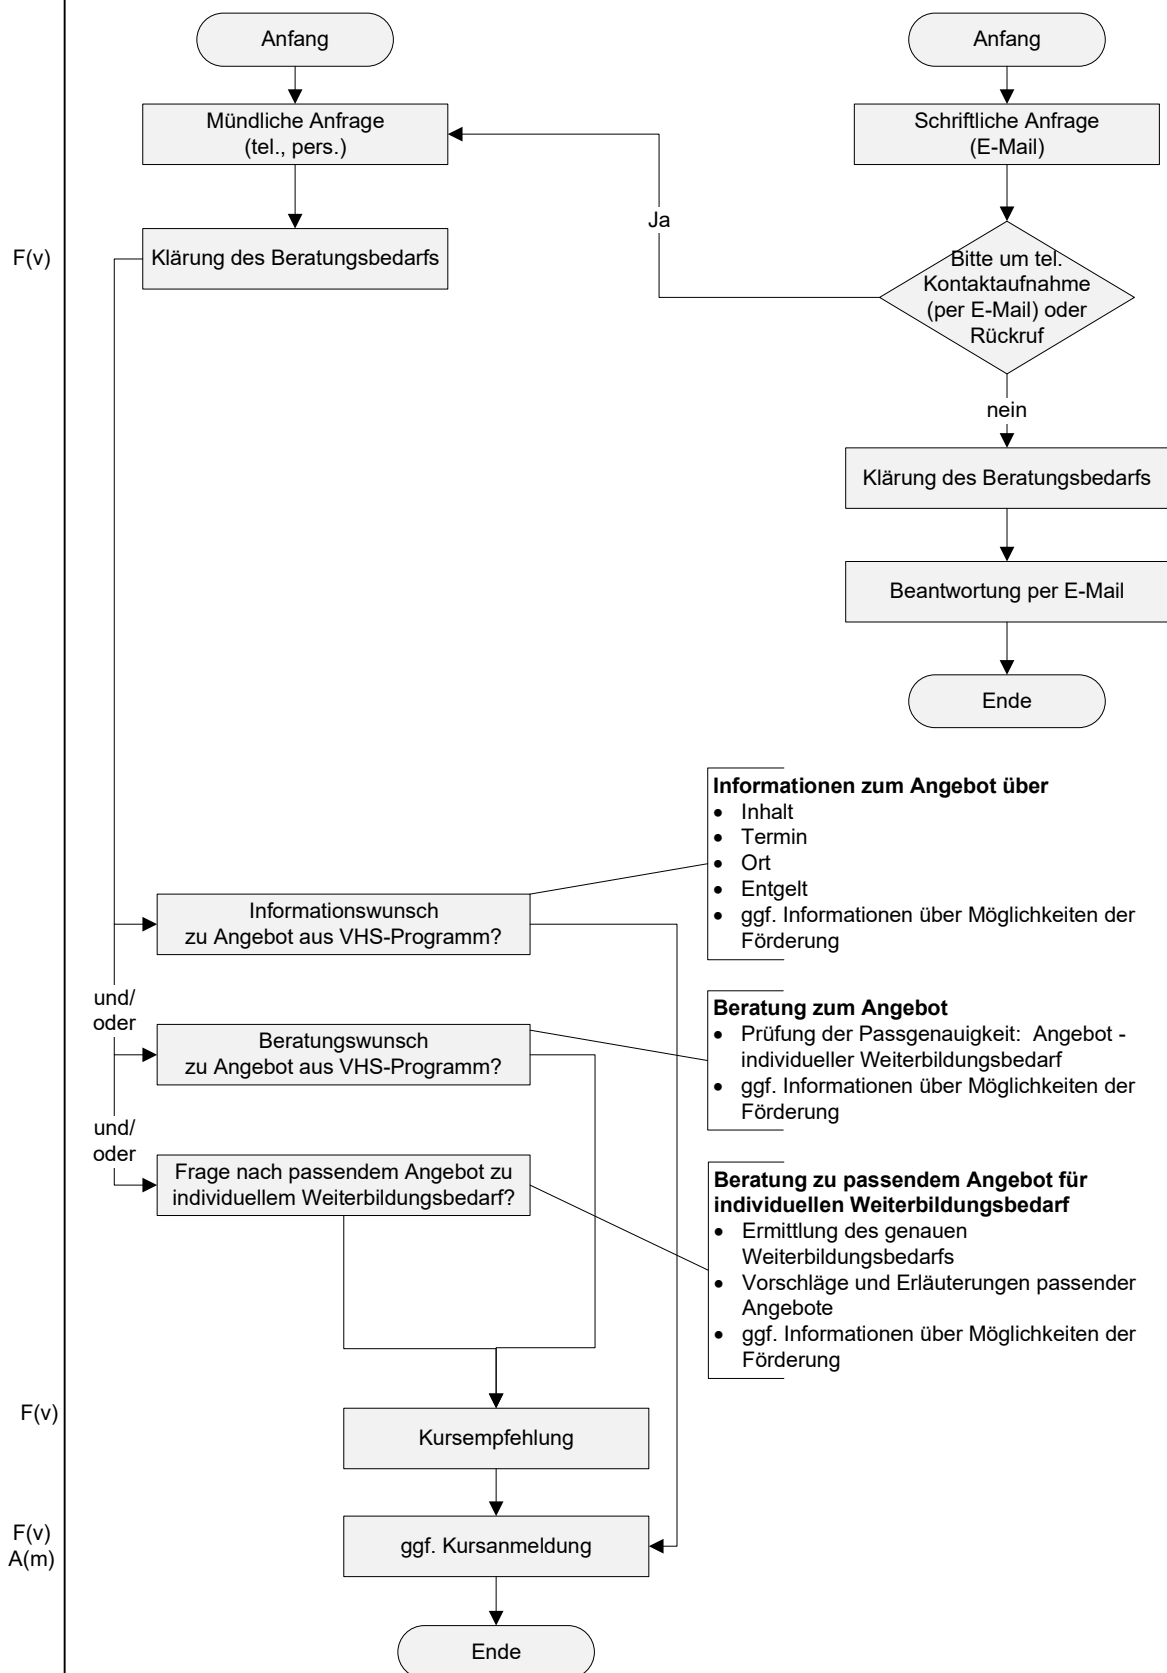 Anfang
Anfang
Mündliche Anfrage
(tel., pers.)
Schriftliche Anfrage
(E-Mail)
Ja
F(v)
Klärung des Beratungsbedarfs
Bitte um tel.
Kontaktaufnahme
(per E-Mail) oder
Rückruf
nein
Klärung des Beratungsbedarfs
Beantwortung per E-Mail
Ende
Informationen zum Angebot über
• Inhalt
• Termin
• Ort
• Entgelt
• ggf. Informationen über Möglichkeiten der
Förderung
Informationswunsch
zu Angebot aus VHS-Programm?
und/
oder
Beratungswunsch
zu Angebot aus VHS-Programm?
Beratung zum Angebot
• Prüfung der Passgenauigkeit: Angebot -
individueller Weiterbildungsbedarf
• ggf. Informationen über Möglichkeiten der
Förderung
und/
oder
Frage nach passendem Angebot zu
individuellem Weiterbildungsbedarf?
Beratung zu passendem Angebot für
individuellen Weiterbildungsbedarf
• Ermittlung des genauen
Weiterbildungsbedarfs
• Vorschläge und Erläuterungen passender
Angebote
• ggf. Informationen über Möglichkeiten der
Förderung
F(v)
Kursempfehlung
F(v)
A(m)
ggf. Kursanmeldung
Ende